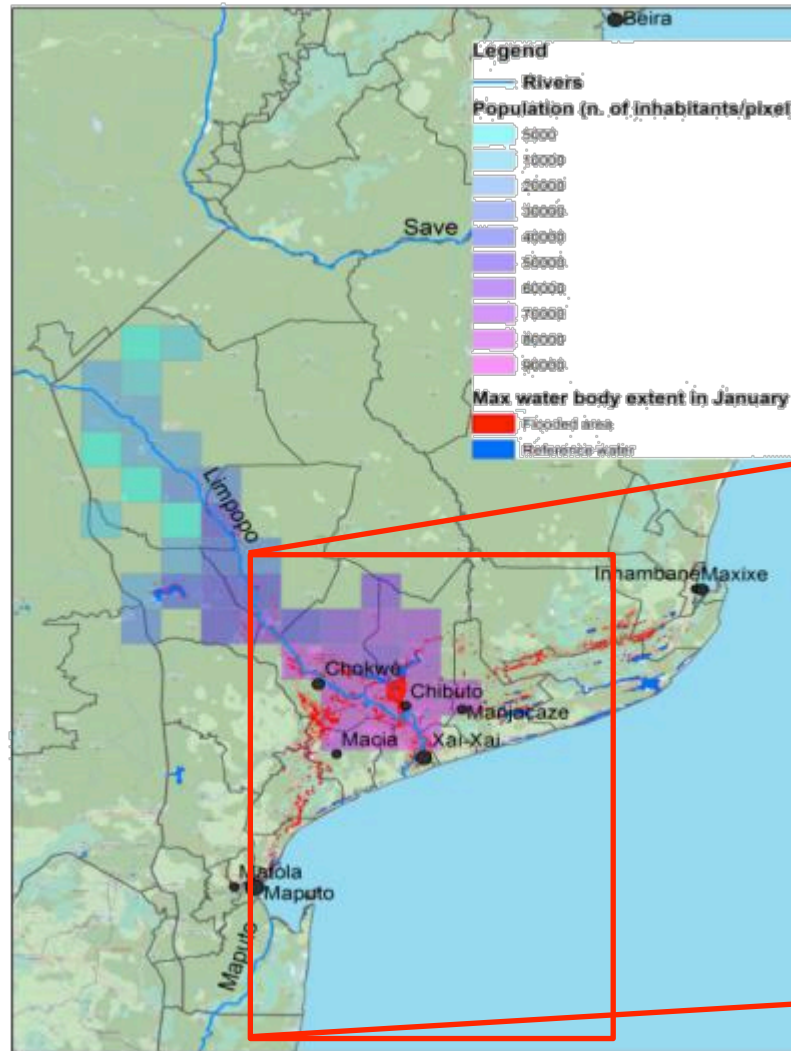 Beira
Legend
Rivers
Population (n. of inhabitants/pixel)
5000
10000
20000
30000
40000
50000
60000
70000
80000
90000
Max water body extent in January
Flooded area
Reference water
Save
Limpopo
Inhambane Maxixe
Chokwé
Chibuto
Manjacaze
Macia
Xai-Xai
Matola
Maputo
Maputo